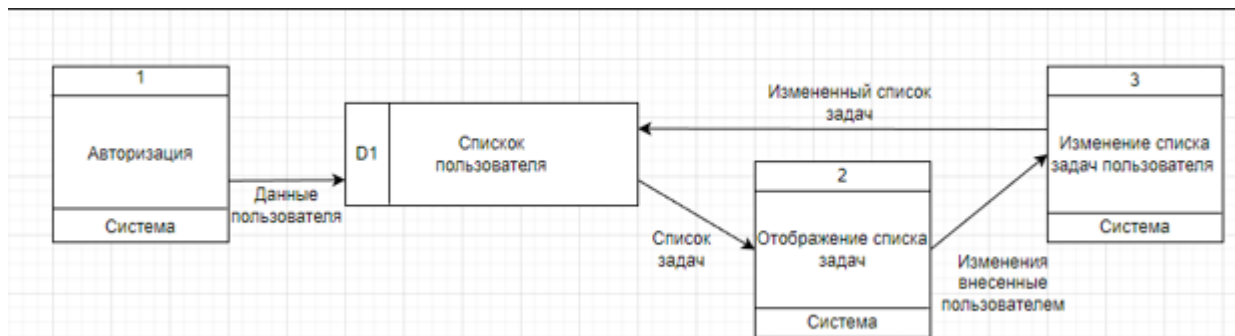 1
Авторизация
Система
Данные
пользователя
D1
Спискок
пользователя
Измененный список
задач
Список
задач
2
Отображение списка
задач
Система
Изменения
внесенные
пользователем
3
Изменение списка
задач пользователя
Система